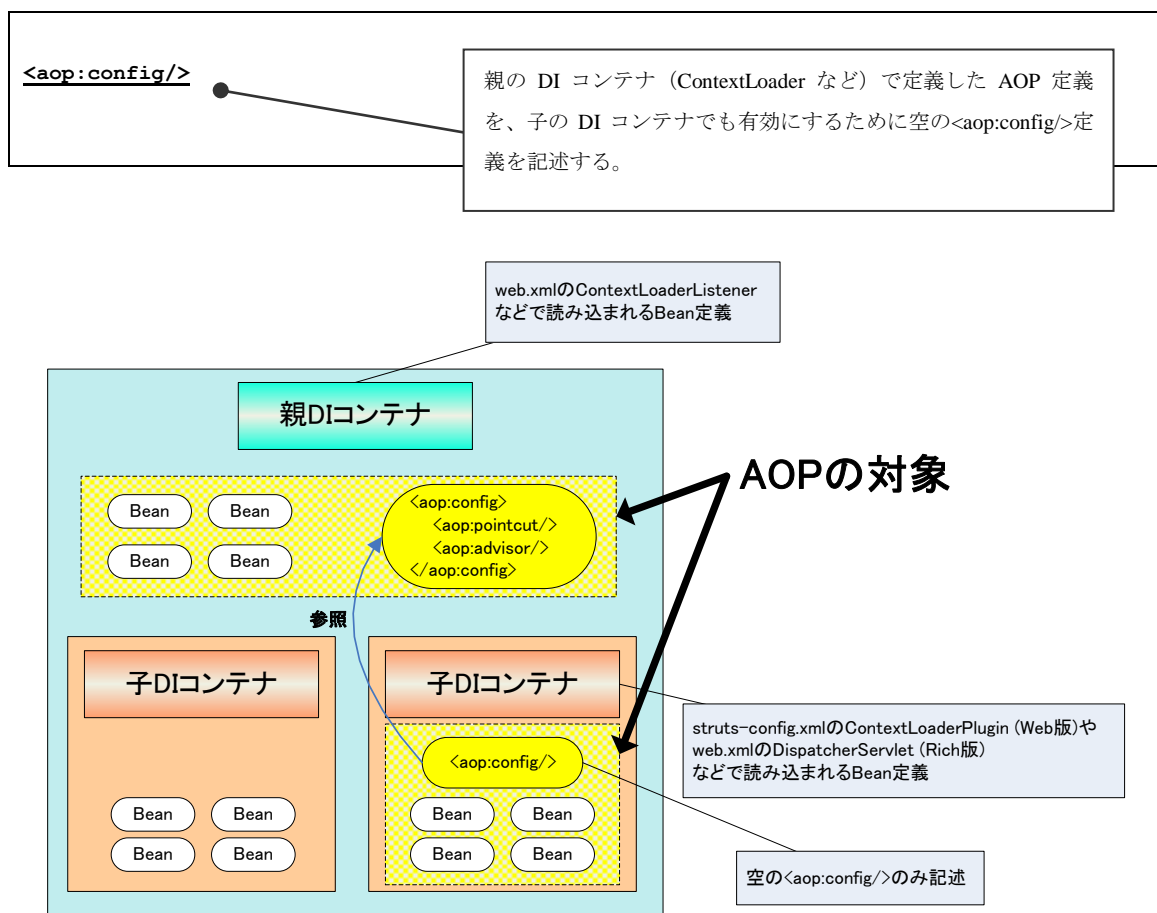 <aop:config/>
親の DI コンテナ（ContextLoader など）で定義した AOP 定義
を、子の DI コンテナでも有効にするために空の<aop:config/>定
義を記述する。
web.xmlのContextLoaderListener
などで読み込まれるBean定義
親DIコンテナ
AOPの対象
Bean
Bean
Bean
Bean
<aop:config>
<aop:pointcut/>
<aop:advisor/>
</aop:config>
参照
子DIコンテナ
Bean
Bean
Bean
Bean
子DIコンテナ
<aop:config/>
Bean
Bean
Bean
Bean
struts-config.xmlのContextLoaderPlugin (Web版)や
web.xmlのDispatcherServlet (Rich版)
などで読み込まれるBean定義
空の<aop:config/>のみ記述